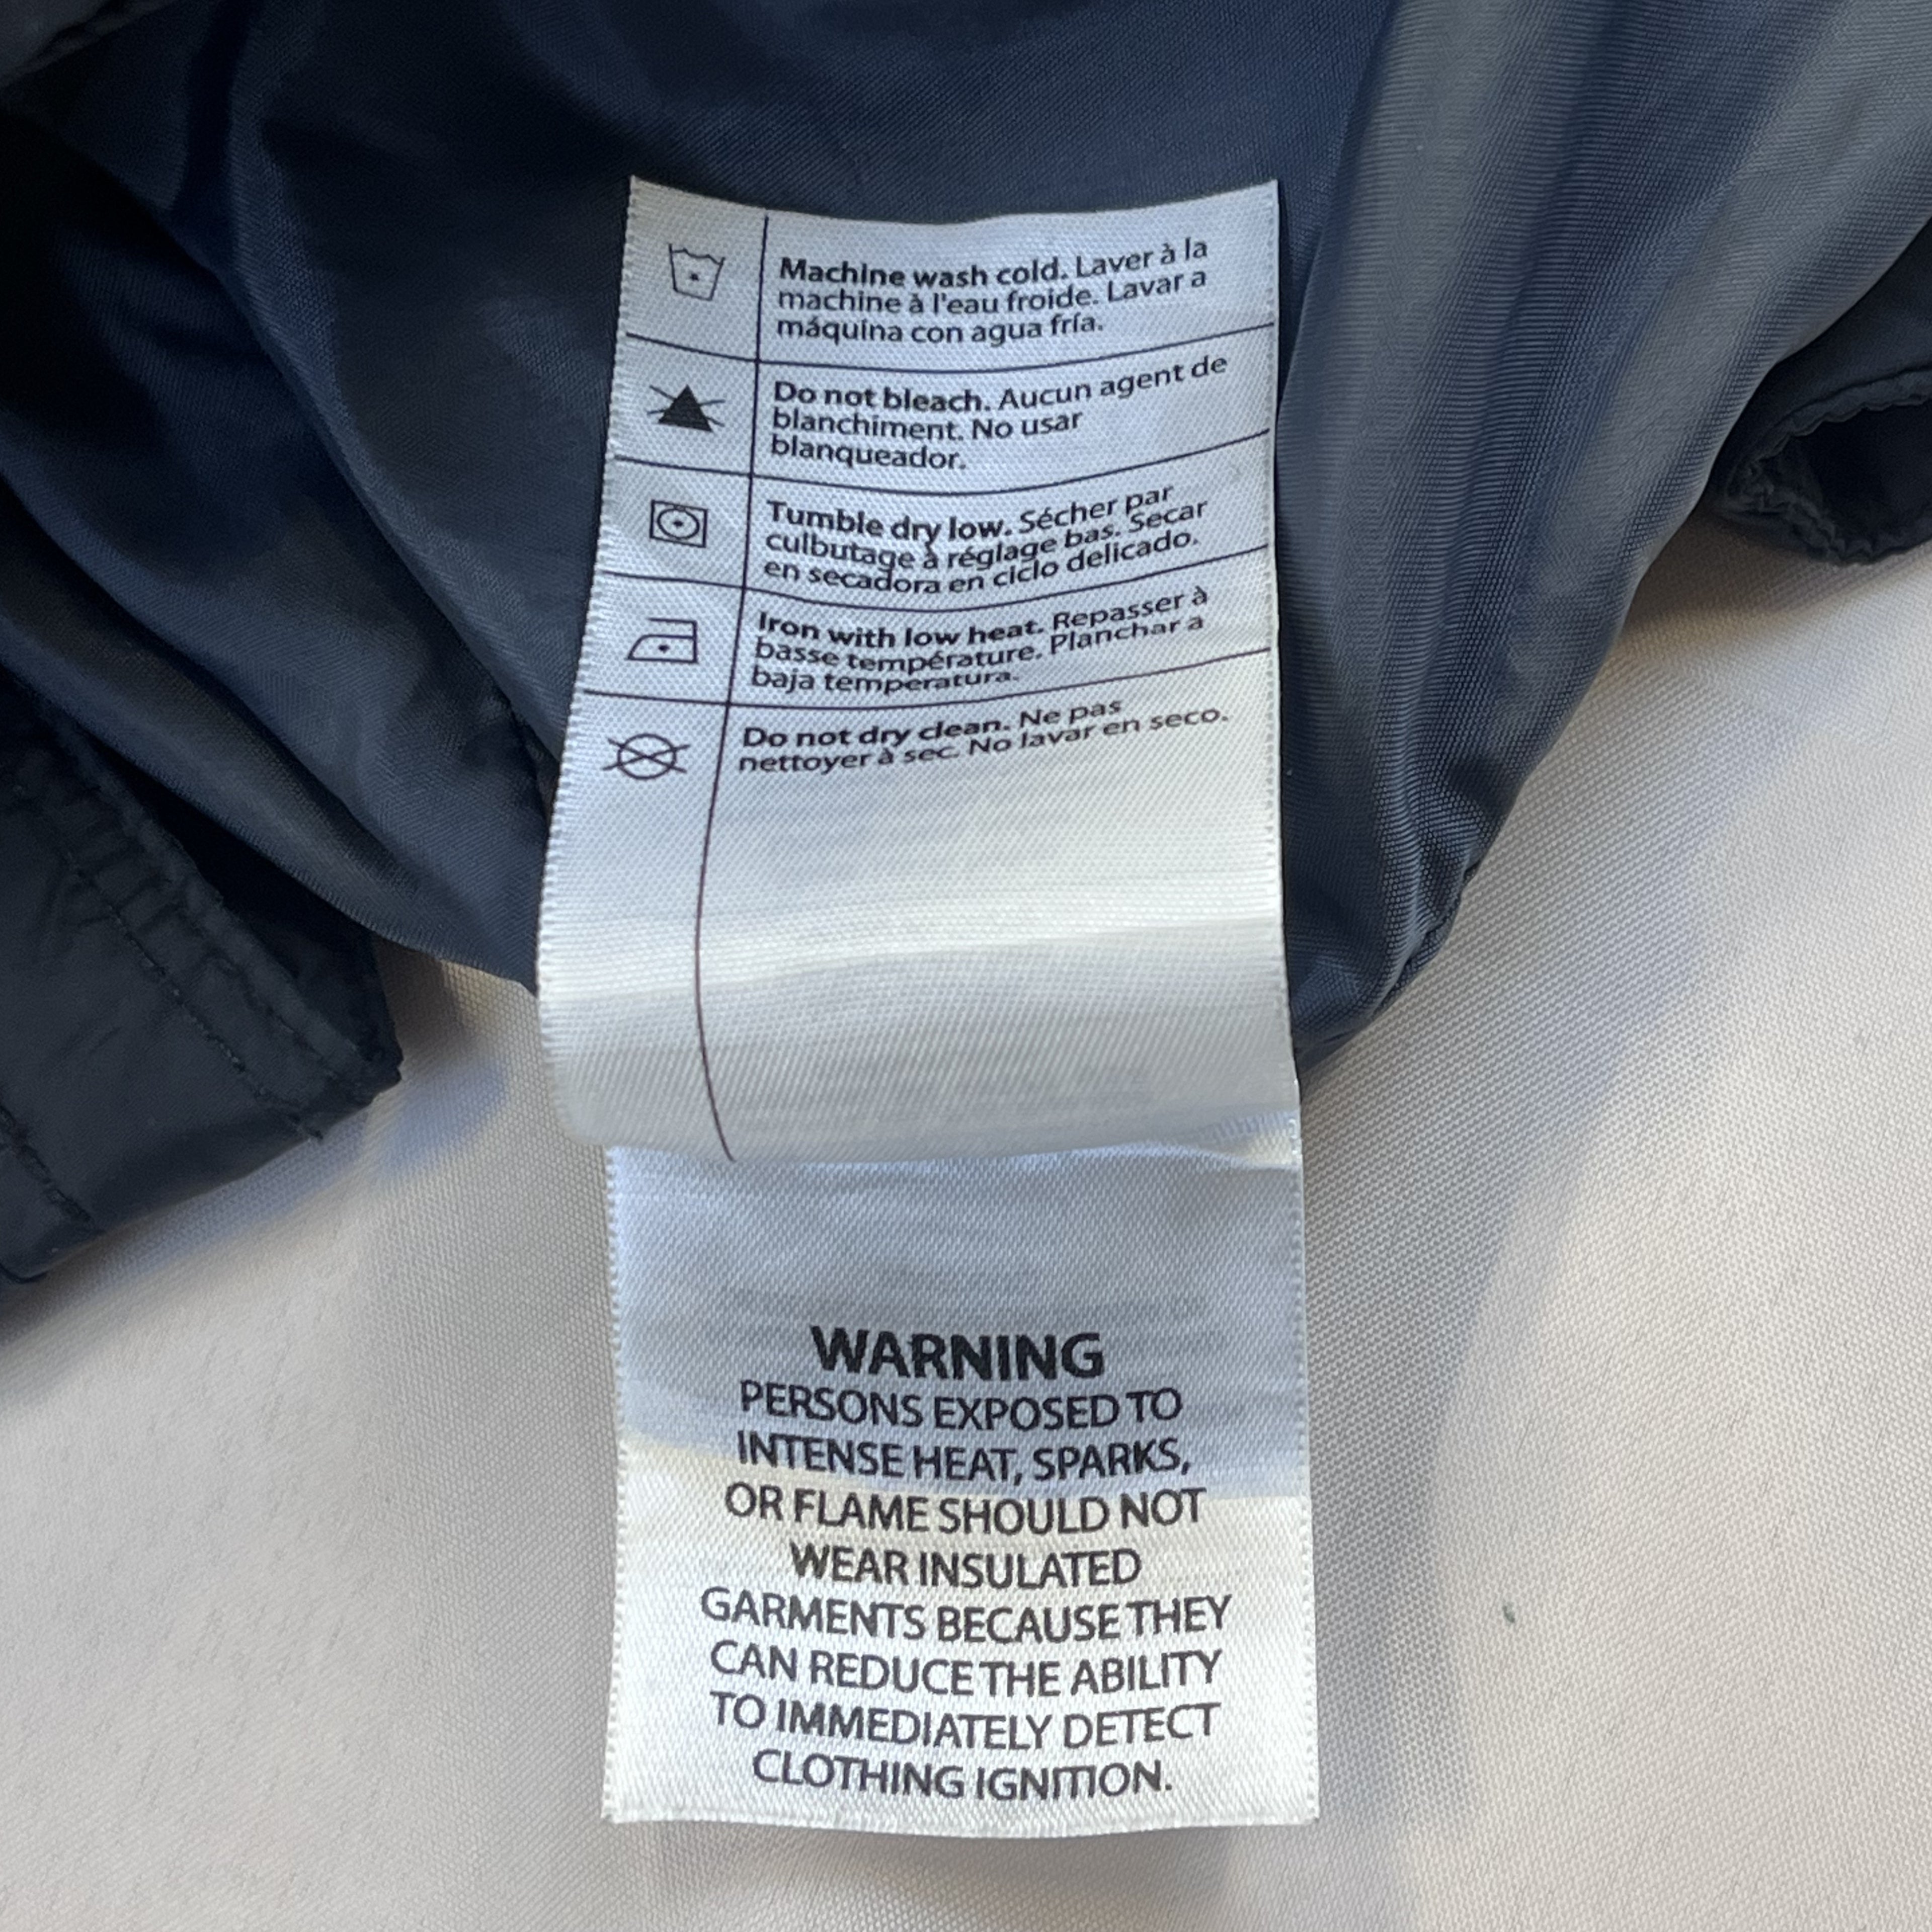 Machine wash cold. Laver à la
machine à l'eau froide. Lavar a
máquina con agua fría.
Do not bleach. Aucun agent de
blanchiment. No usar
blanqueador.
Tumble dry low. Sécher par
culbutage à réglage bas. Secar
en secadora en ciclo delicado.
Iron with low heat. Repasser à
basse température. Planchar a
baja temperatura.
Do not dry clean. Ne pas
nettoyer à sec. No lavar en seco.
WARNING
PERSONS EXPOSED TO
INTENSE HEAT, SPARKS,
OR FLAME SHOULD NOT
WEAR INSULATED
GARMENTS BECAUSE THEY
CAN REDUCE THE ABILITY
TO IMMEDIATELY DETECT
CLOTHING IGNITION.